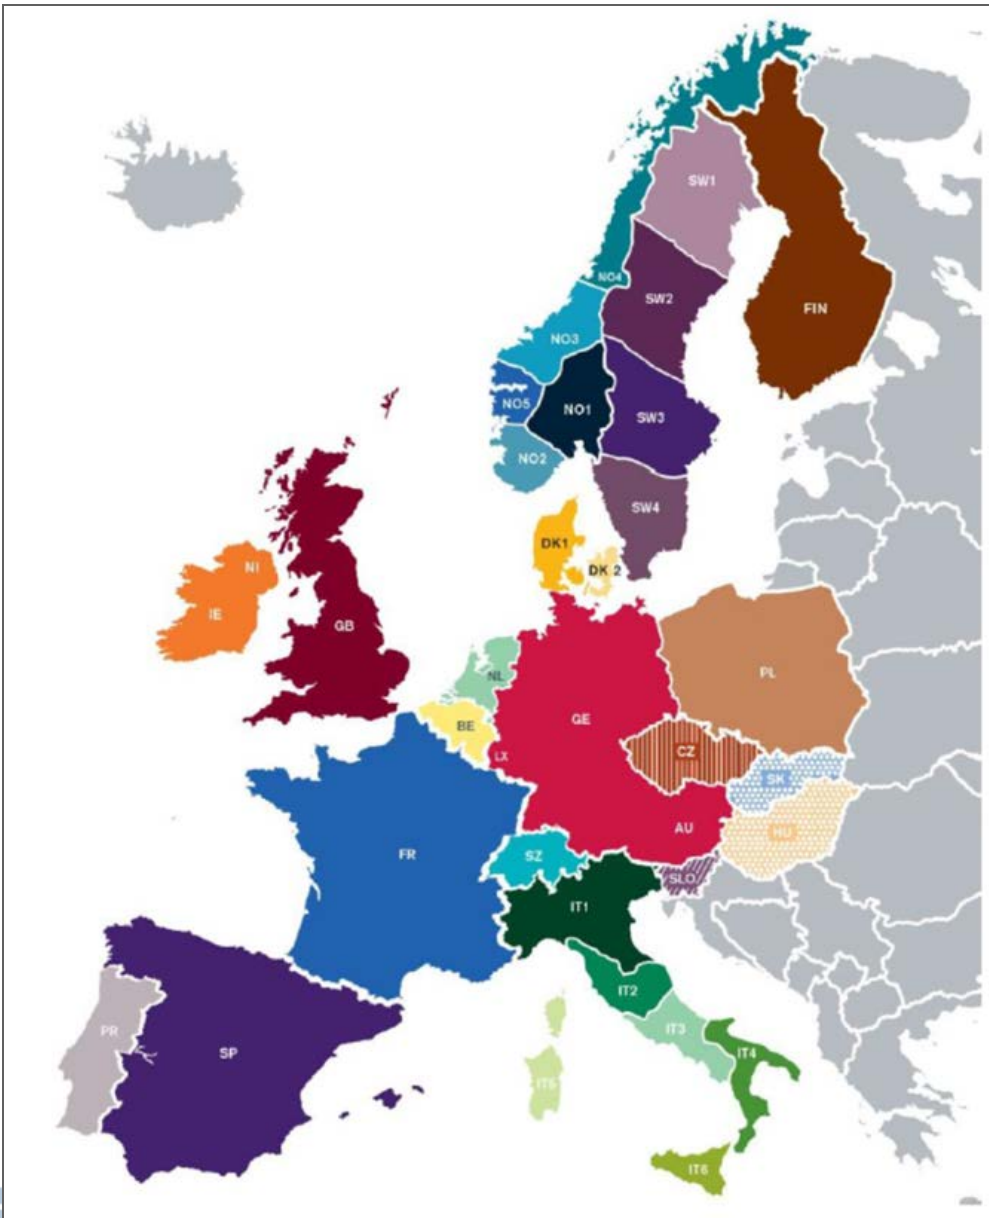 SW1
NO4
SW2
FIN
NO3
NO5
NO1
SW3
NO2
SW4
DK1
DK 2
NI
IE
GB
NL
PL
GE
BE
CZ
LX
SK
AU
HU
FR
SZ
SLO
IT1
IT2
PR
IT3
SP
IT4
IT5
IT6